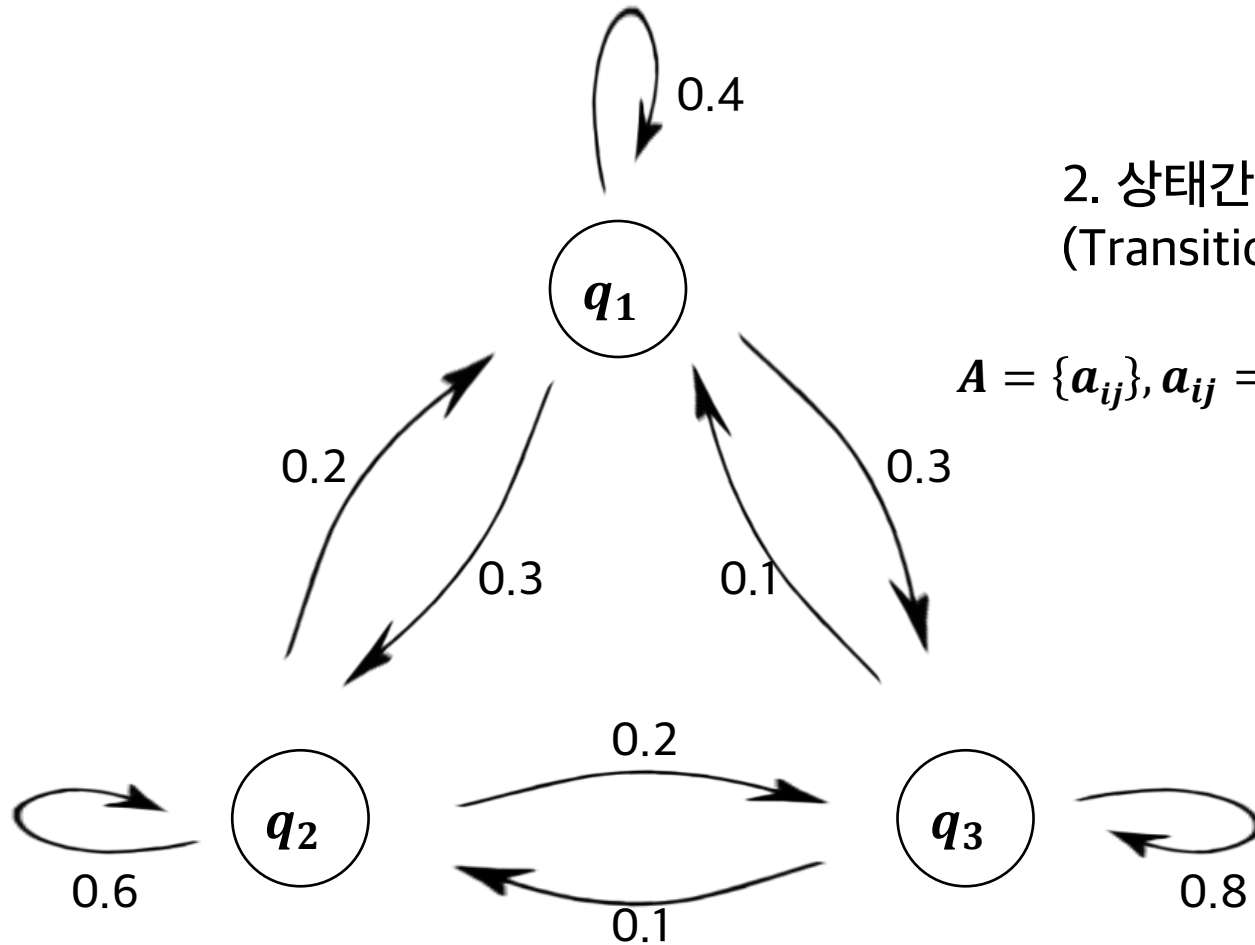 0.4
2. 상태간
(Transitio
q₁
A = {aᵢⱼ}, aᵢⱼ =
0.2
0.3
0.3
0.1
0.2
q₂
q₃
0.6
0.8
0.1